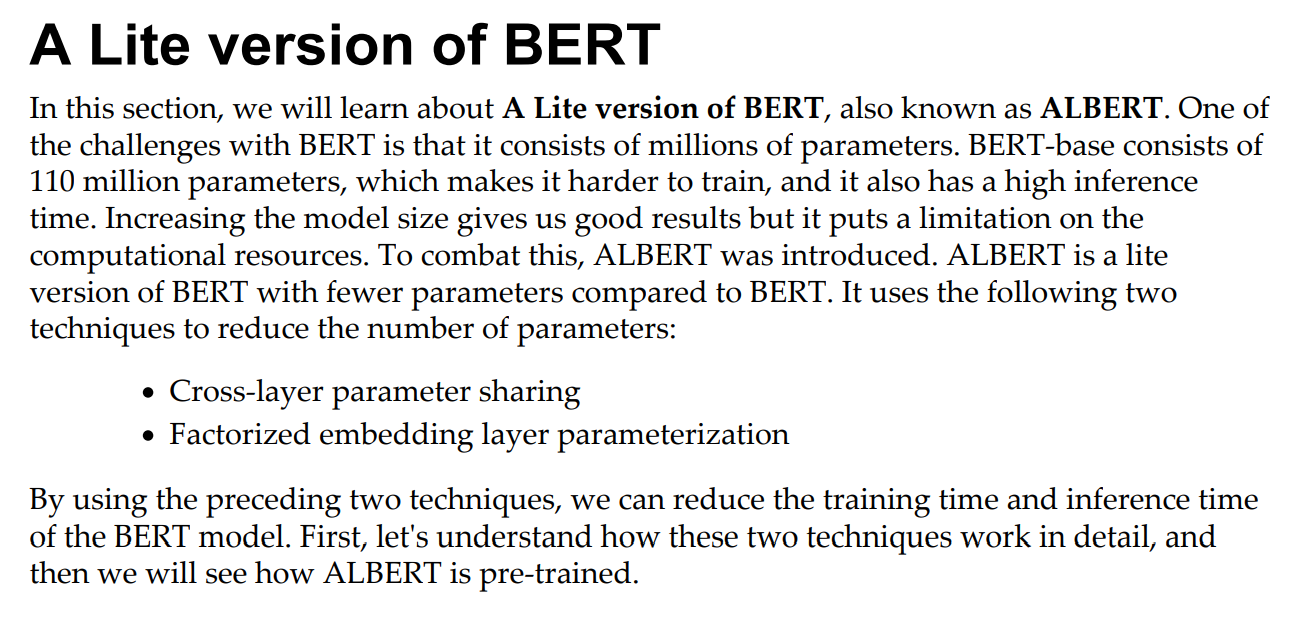 A Lite version of BERT
In this section, we will learn about A Lite version of BERT, also known as ALBERT. One of
the challenges with BERT is that it consists of millions of parameters. BERT-base consists of
110 million parameters, which makes it harder to train, and it also has a high inference
time. Increasing the model size gives us good results but it puts a limitation on the
computational resources. To combat this, ALBERT was introduced. ALBERT is a lite
version of BERT with fewer parameters compared to BERT. It uses the following two
techniques to reduce the number of parameters:
• Cross-layer parameter sharing
• Factorized embedding layer parameterization
By using the preceding two techniques, we can reduce the training time and inference time
of the BERT model. First, let's understand how these two techniques work in detail, and
then we will see how ALBERT is pre-trained.